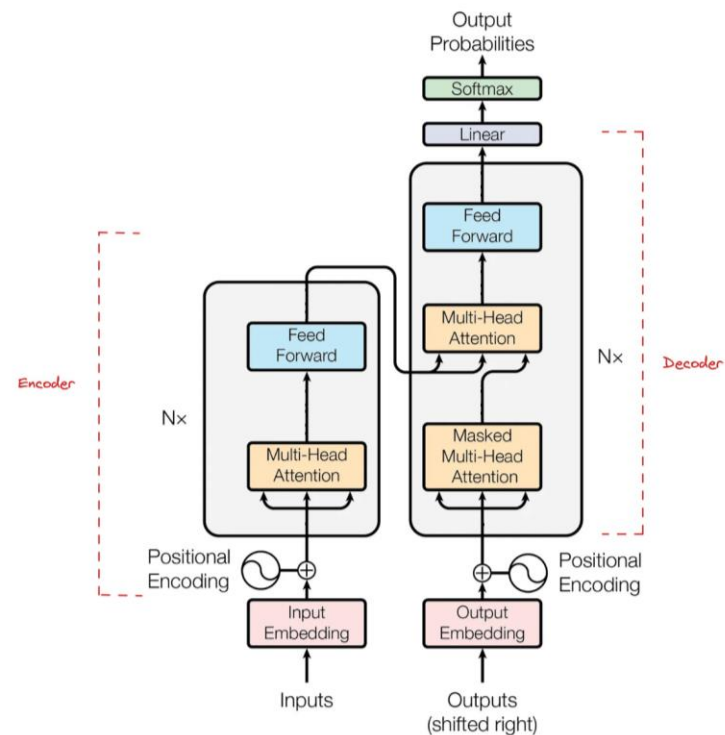 Output
Probabilities
Softmax
Linear
Feed
Forward
Multi-Head
Attention
Masked
Multi-Head
Attention
Nx
Decoder
Positional
Encoding
Output
Embedding
Outputs
(shifted right)
Encoder
Nx
Feed
Forward
Multi-Head
Attention
Positional
Encoding
Input
Embedding
Inputs